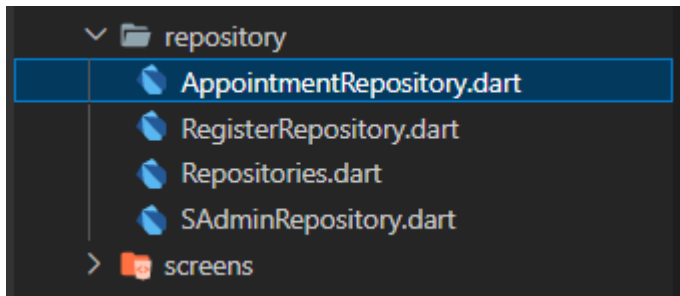 repository
AppointmentRepository.dart
RegisterRepository.dart
Repositories.dart
SAdminRepository.dart
screens